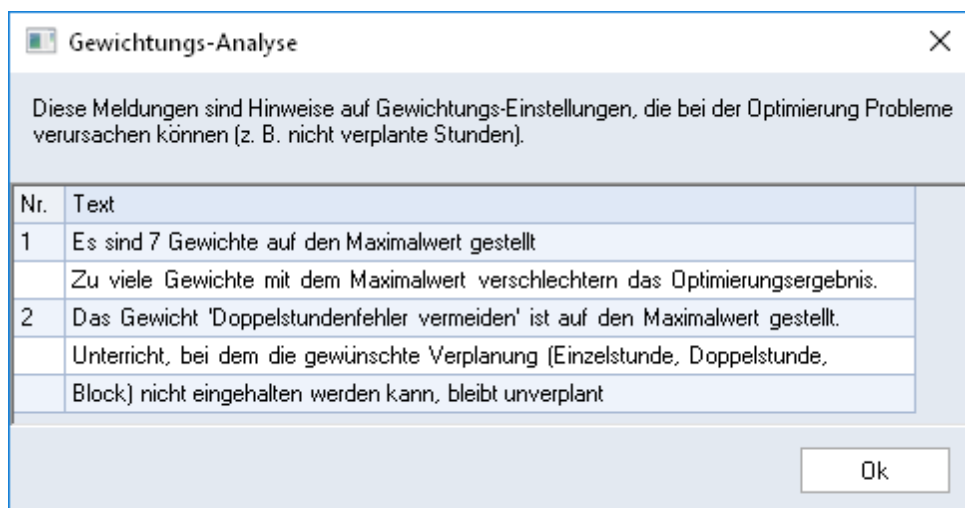 Gewichtungs-Analyse
Diese Meldungen sind Hinweise auf Gewichtungs-Einstellungen, die bei der Optimierung Probleme
verursachen können (z. B. nicht verplante Stunden).
Nr. Text
1 Es sind 7 Gewichte auf den Maximalwert gestellt
Zu viele Gewichte mit dem Maximalwert verschlechtern das Optimierungsergebnis.
2 Das Gewicht 'Doppelstundenfehler vermeiden' ist auf den Maximalwert gestellt.
Unterricht, bei dem die gewünschte Verplanung (Einzelstunde, Doppelstunde,
Block) nicht eingehalten werden kann, bleibt unverplant
Ok